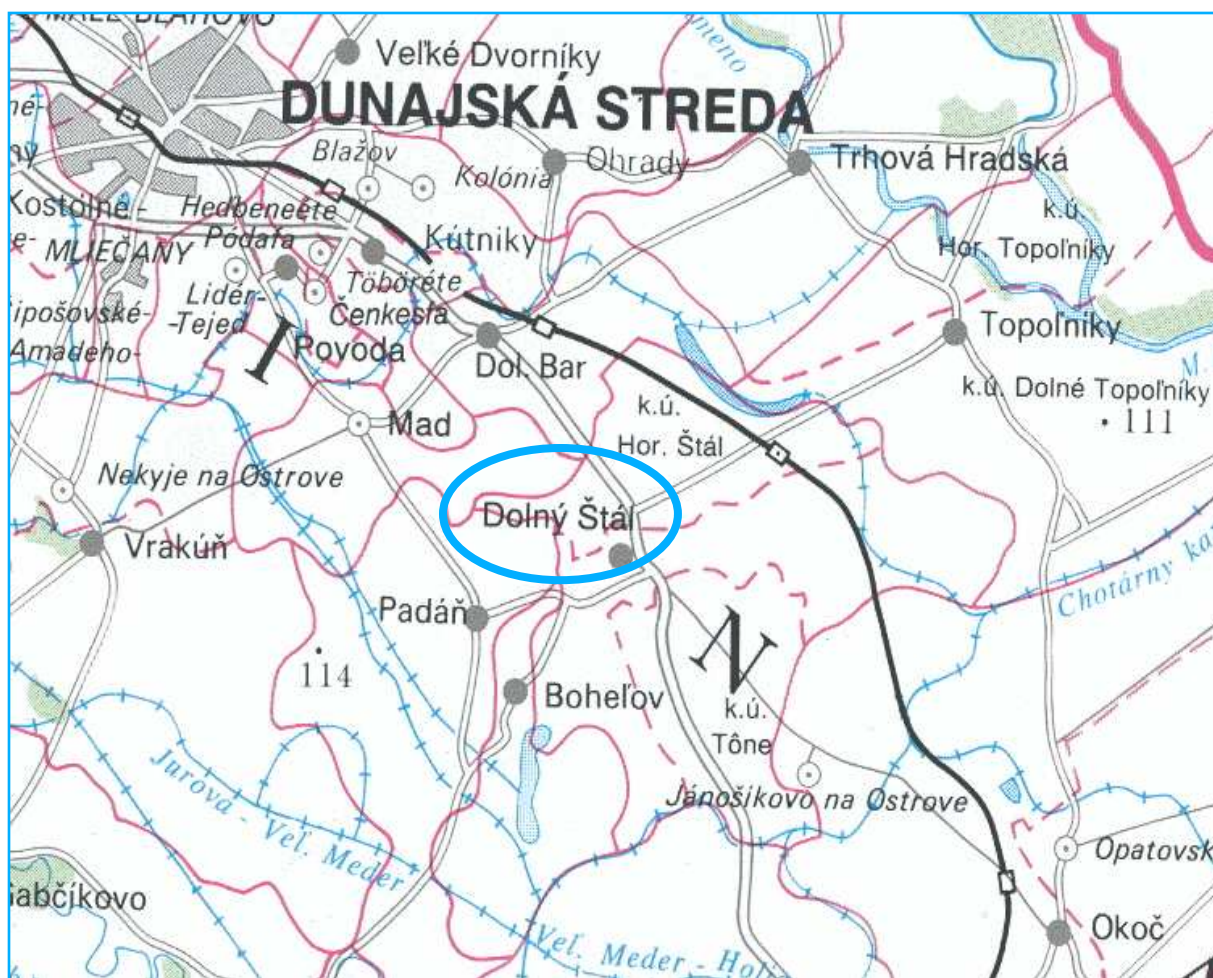 Veľké Dvorníky
DUNAJSKÁ STREDA
Blažov
Kolónia
Ohrady
Trhová Hradská
Kostolné -
Hedbeneéte
k.ú.
MLIEČANY
Pódafa
Kútniky
Hor. Topoľníky
Lidér-
Töböréte
-Tejed
Čenkesfa
Topoľníky
Amadeho-
I
Povoda
Dol. Bar
M.
k.ú.
k.ú. Dolné Topoľníky
Mad
Hor. Štál
111
Nekyje na Ostrove
Dolný Štál
Vrakúň
Chotárny
Padáň
N
114
Boheľov
k.ú.
Tône
Jurova - Veľ. Meder
Jánošíkovo na Ostrove
Opatovsk
Gabčíkovo
Okoč
Veľ. Meder - Hol